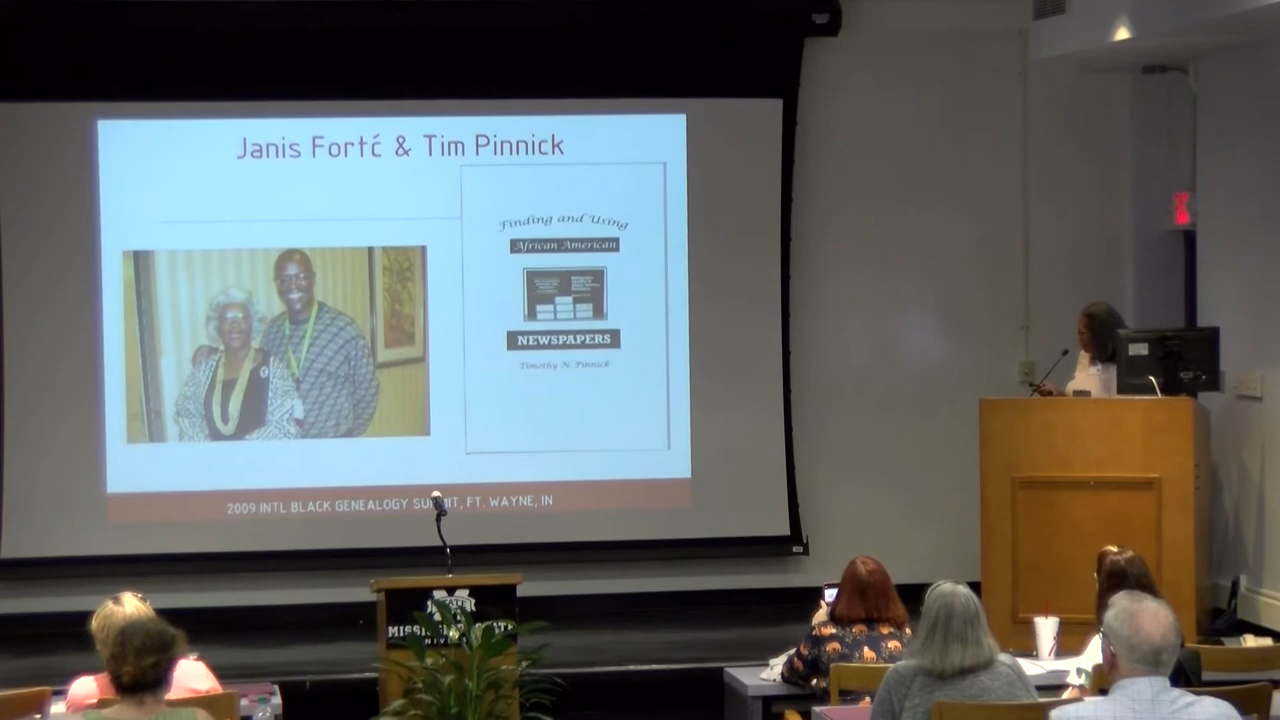 Janis Forté & Tim Pinnick
Finding and Using
African American
NEWSPAPERS
Timothy N. Pinnick
2009 INTL BLACK GENEALOGY SUMMIT, FT. WAYNE, IN